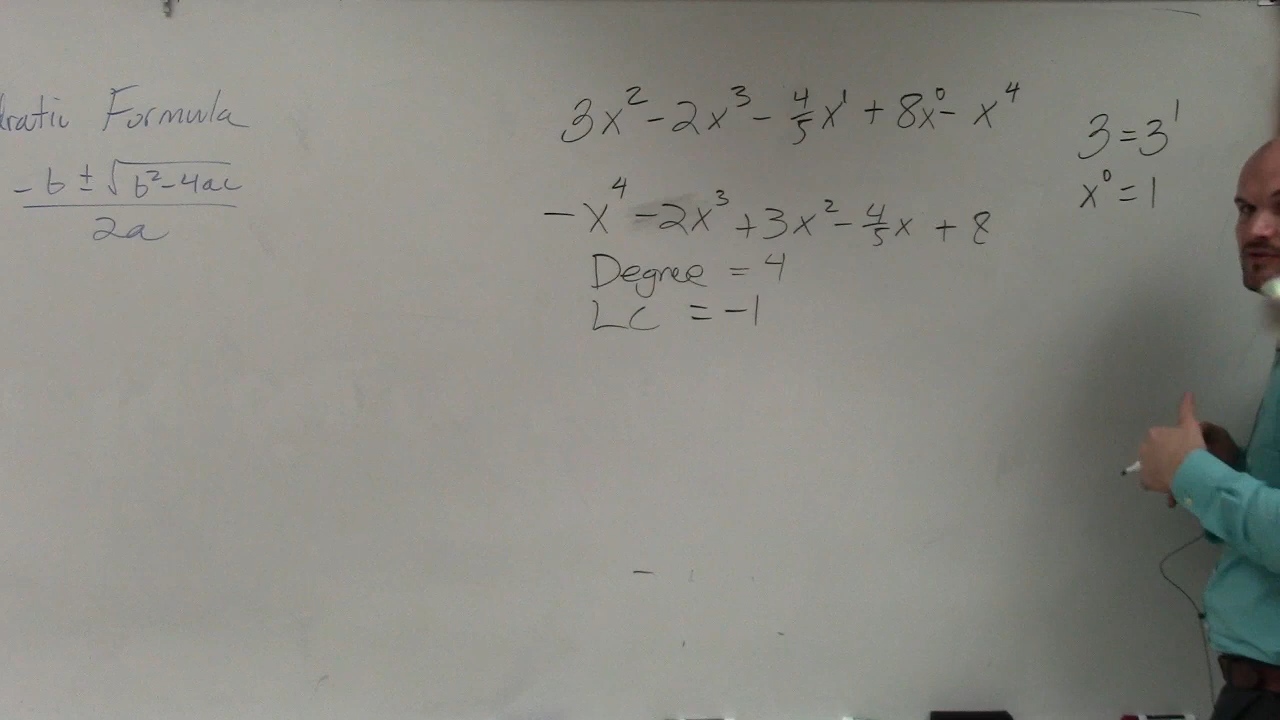 Formula
-b ± √b²-4ac
2a
3x² - 2x³ - 4/5x¹ + 8x⁰ - x⁴
-x⁴ - 2x³ + 3x² - 4/5x + 8
Degree = 4
LC = -1
3 = 3¹
x⁰ = 1